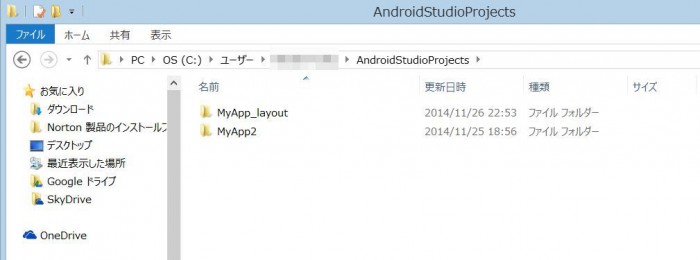 AndroidStudioProjects
ファイル ホーム 共有 表示
PC OS (C:) ユーザー AndroidStudioProjects
お気に入り
ダウンロード
Norton 製品のインストールフ
デスクトップ
最近表示した場所
Google ドライブ
SkyDrive
OneDrive
名前 更新日時 種類 サイズ
MyApp_layout 2014/11/26 22:53 ファイル フォルダー
MyApp2 2014/11/25 18:56 ファイル フォルダー